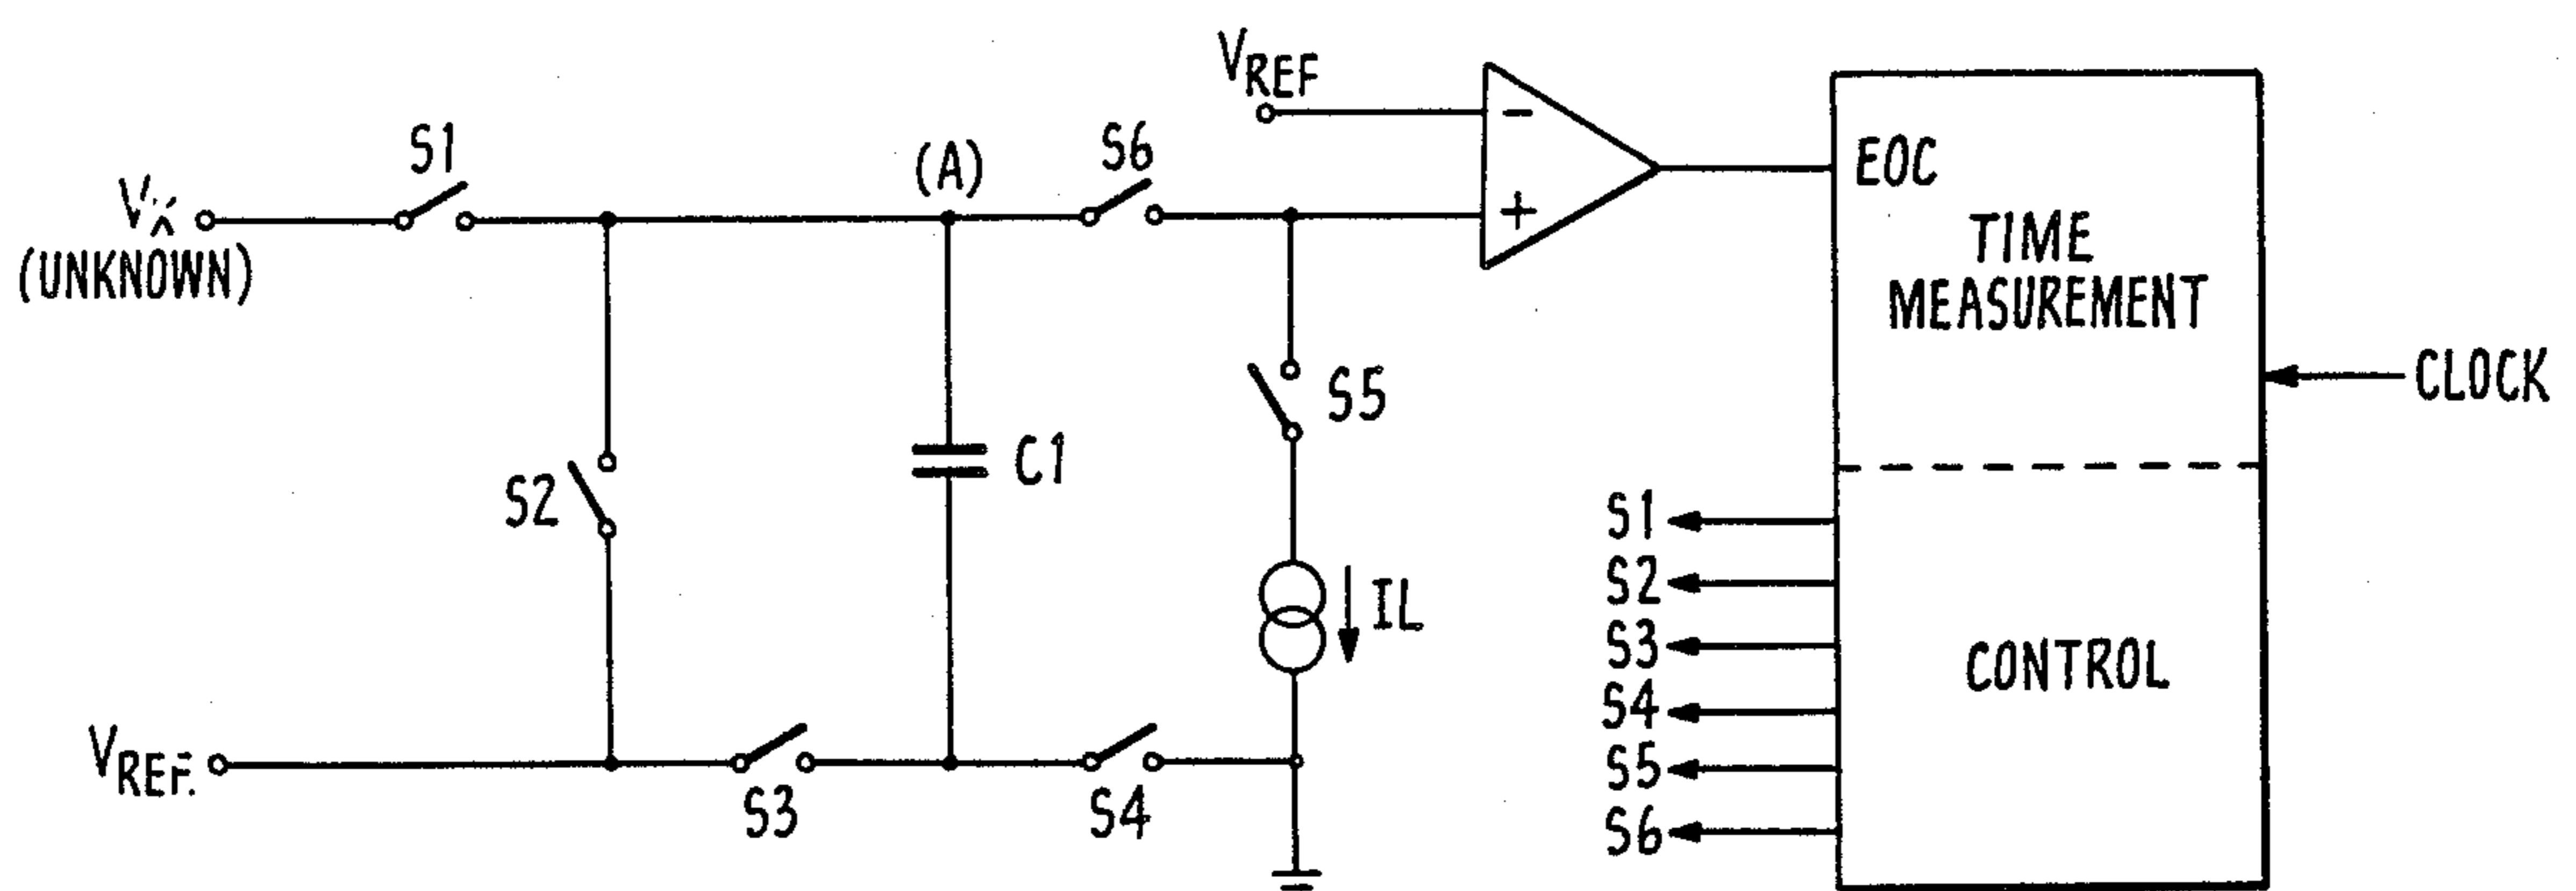 VX
(UNKNOWN)
S1
(A)
S6
VREF
-
+
EOC
TIME
MEASUREMENT
CLOCK
S2
C1
S5
IL
VREF.
S3
S4
S1
S2
S3
S4
S5
S6
CONTROL